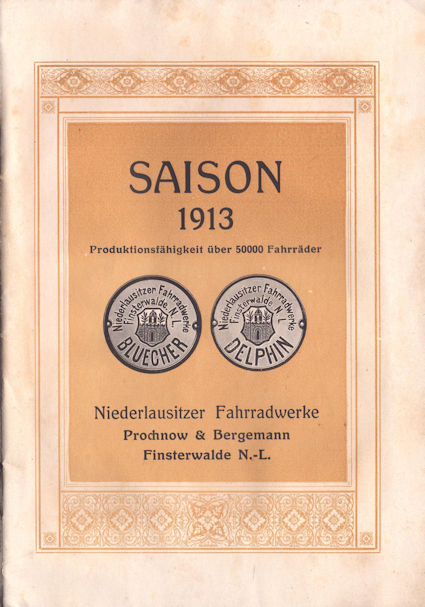 SAISON
1913
Produktionsfähigkeit über 50000 Fahrräder
Niederlausitzer Fahrradwerke
Finsterwalde N.L.
BLUECHER
Niederlausitzer Fahrradwerke
Finsterwalde N.L.
DELPHIN
Niederlausitzer Fahrradwerke
Prochnow & Bergemann
Finsterwalde N.-L.